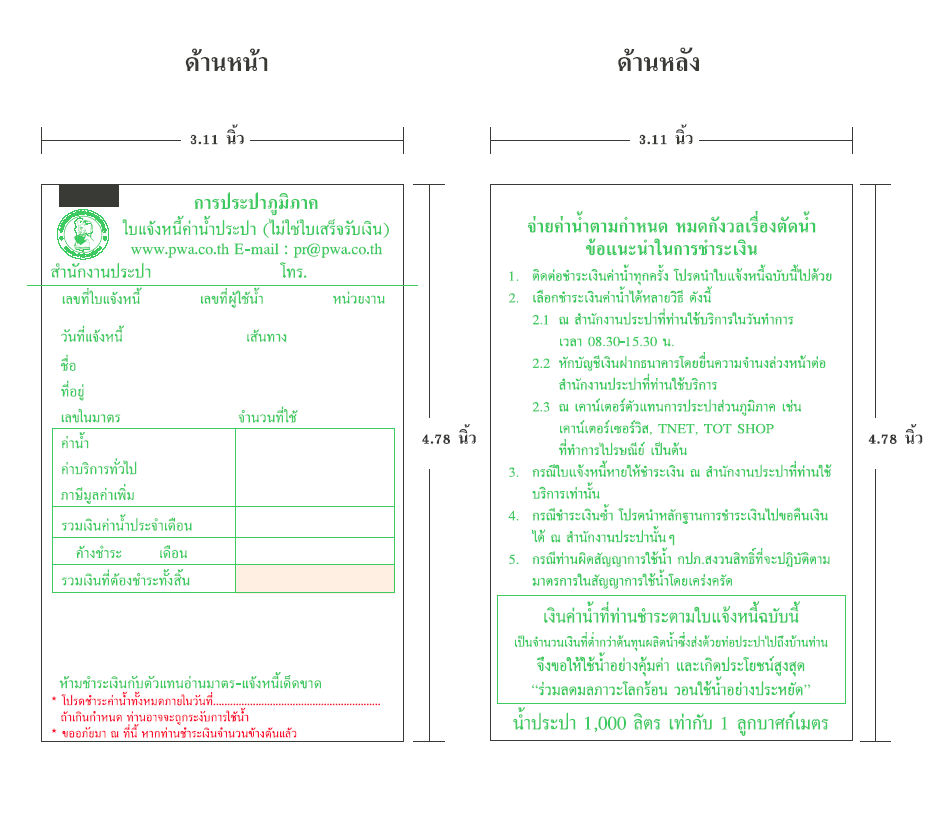 ด้านหน้า
3.11 นิ้ว
การประปาภูมิภาค
ใบแจ้งหนี้ค่าน้ำประปา (ไม่ใช่ใบเสร็จรับเงิน)
www.pwa.co.th E-mail : pr@pwa.co.th
สำนักงานประปา โทร.
เลขที่ใบแจ้งหนี้ เลขที่ผู้ใช้น้ำ หน่วยงาน
วันที่แจ้งหนี้ เส้นทาง
ชื่อ
ที่อยู่
เลขในมาตร จำนวนที่ใช้
ค่าน้ำ
ค่าบริการทั่วไป
ภาษีมูลค่าเพิ่ม
รวมเงินค่าน้ำประจำเดือน
ค้างชำระ เดือน
รวมเงินที่ต้องชำระทั้งสิ้น
4.78 นิ้ว
ห้ามชำระเงินกับตัวแทนอ่านมาตร-แจ้งหนี้เด็ดขาด
* โปรดชำระค่าน้ำทั้งหมดภายในวันที่........................................................
ถ้าเกินกำหนด ท่านอาจจะถูกระงับการใช้น้ำ
* ขออภัยมา ณ ที่นี้ หากท่านชำระเงินจำนวนข้างต้นแล้ว
ด้านหลัง
3.11 นิ้ว
จ่ายค่าน้ำตามกำหนด หมดกังวลเรื่องตัดน้ำ
ข้อแนะนำในการชำระเงิน
1. ติดต่อชำระเงินค่าน้ำทุกครั้ง โปรดนำใบแจ้งหนี้ฉบับนี้ไปด้วย
2. เลือกชำระเงินค่าน้ำได้หลายวิธี ดังนี้
2.1 ณ สำนักงานประปาที่ท่านใช้บริการในวันทำการ
เวลา 08.30-15.30 น.
2.2 หักบัญชีเงินฝากธนาคารโดยยื่นความจำนงล่วงหน้าต่อ
สำนักงานประปาที่ท่านใช้บริการ
2.3 ณ เคาน์เตอร์ตัวแทนการประปาส่วนภูมิภาค เช่น
เคาน์เตอร์เซอร์วิส, TNET, TOT SHOP
ที่ทำการไปรษณีย์ เป็นต้น
3. กรณีใบแจ้งหนี้หายให้ชำระเงิน ณ สำนักงานประปาที่ท่านใช้
บริการเท่านั้น
4. กรณีชำระเงินซ้ำ โปรดนำหลักฐานการชำระเงินไปขอคืนเงิน
ได้ ณ สำนักงานประปานั้นๆ
5. กรณีท่านผิดสัญญาการใช้น้ำ กปภ.สงวนสิทธิ์ที่จะปฏิบัติตาม
มาตรการในสัญญาการใช้น้ำโดยเคร่งครัด
เงินค่าน้ำที่ท่านชำระตามใบแจ้งหนี้ฉบับนี้
เป็นจำนวนเงินที่ต่ำกว่าต้นทุนผลิตน้ำซึ่งส่งด้วยท่อประปาไปถึงบ้านท่าน
จึงขอให้ใช้น้ำอย่างคุ้มค่า และเกิดประโยชน์สูงสุด
“ร่วมลดมลภาวะโลกร้อน วอนใช้น้ำอย่างประหยัด”
น้ำประปา 1,000 ลิตร เท่ากับ 1 ลูกบาศก์เมตร
4.78 นิ้ว